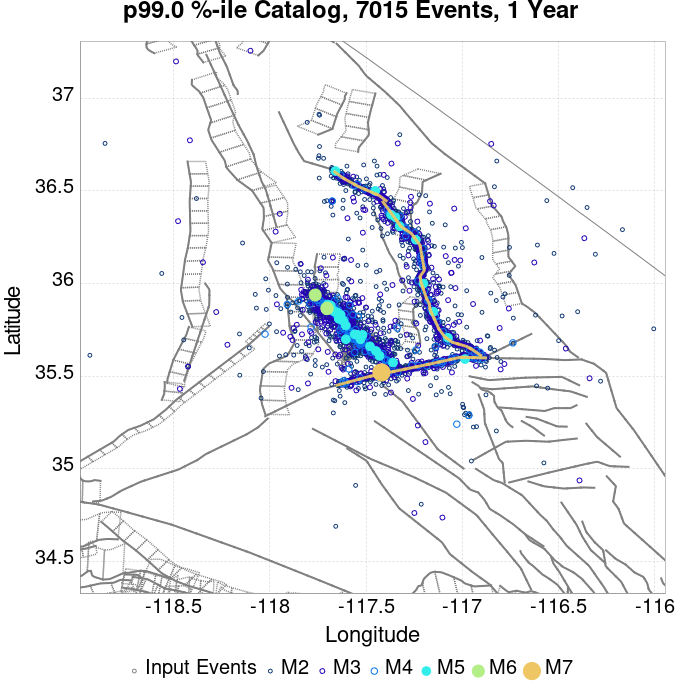 p99.0 %-ile Catalog, 7015 Events, 1 Year
37
36.5
36
35.5
35
34.5
Latitude
-118.5 -118 -117.5 -117 -116.5 -116
Longitude
Input Events M2 M3 M4 M5 M6 M7